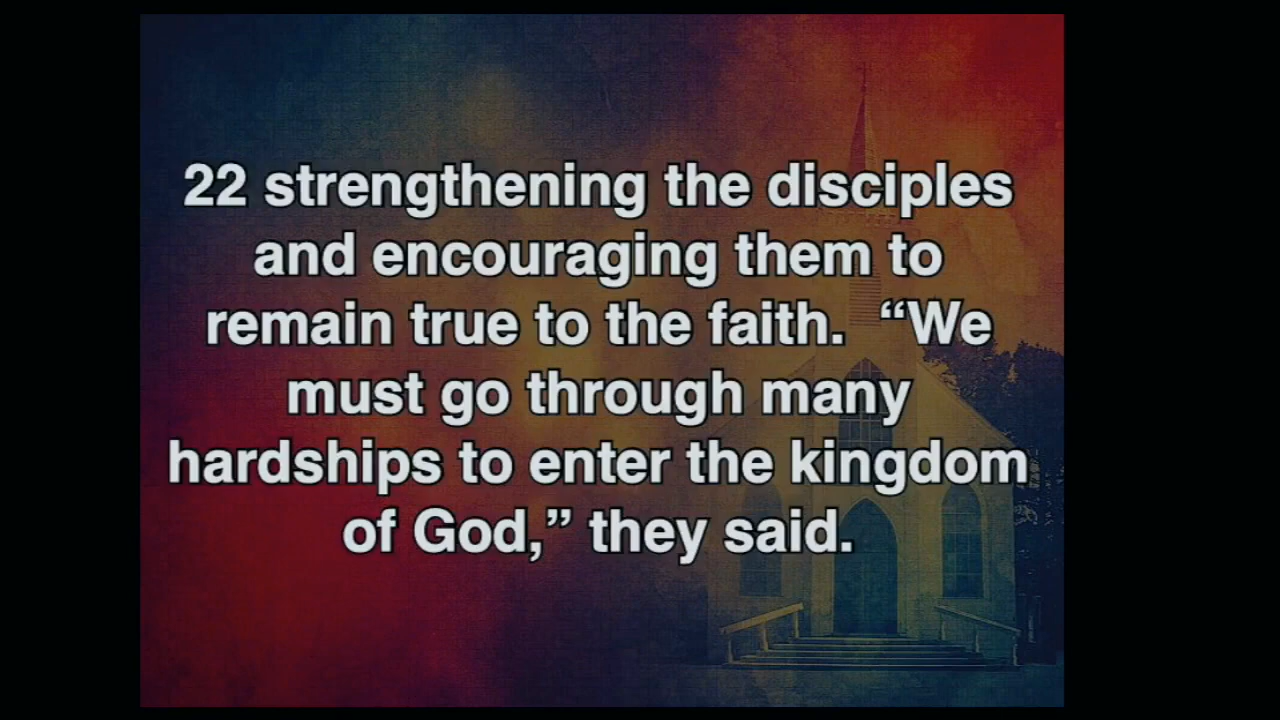 22 strengthening the disciples
and encouraging them to
remain true to the faith.  “We
must go through many
hardships to enter the kingdom
of God,” they said.